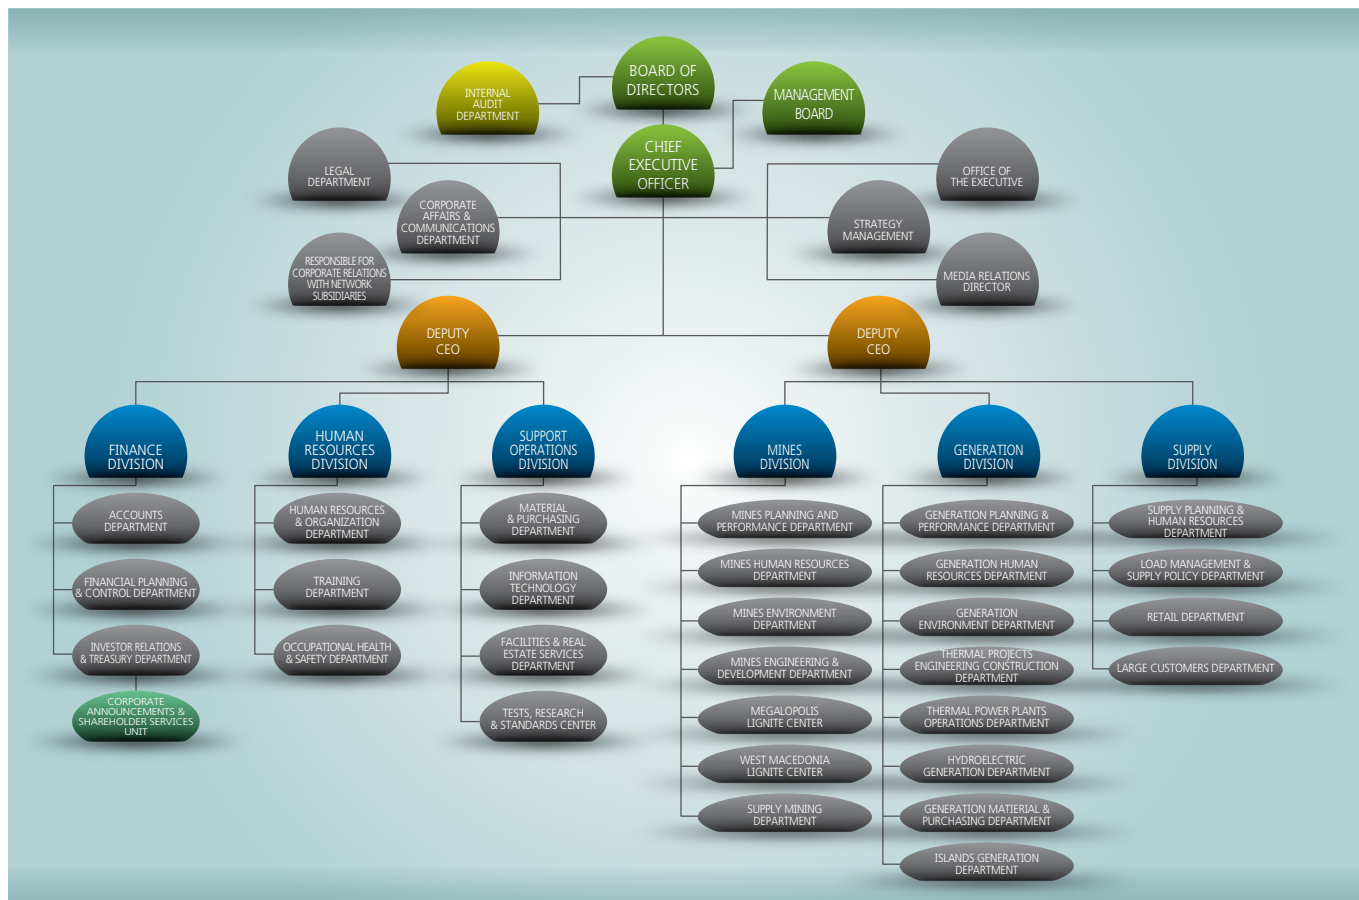 BOARD OF
DIRECTORS
INTERNAL
AUDIT
DEPARTMENT
MANAGEMENT
BOARD
CHIEF
EXECUTIVE
OFFICER
LEGAL
DEPARTMENT
OFFICE OF
THE EXECUTIVE
CORPORATE
AFFAIRS &
COMMUNICATIONS
DEPARTMENT
STRATEGY
MANAGEMENT
RESPONSIBLE FOR
CORPORATE RELATIONS
WITH NETWORK
SUBSIDIARIES
MEDIA RELATIONS
DIRECTOR
DEPUTY
CEO
DEPUTY
CEO
FINANCE
DIVISION
HUMAN
RESOURCES
DIVISION
SUPPORT
OPERATIONS
DIVISION
MINES
DIVISION
GENERATION
DIVISION
SUPPLY
DIVISION
ACCOUNTS
DEPARTMENT
FINANCIAL PLANNING
& CONTROL DEPARTMENT
INVESTOR RELATIONS
& TREASURY DEPARTMENT
CORPORATE
ANNOUNCEMENTS &
SHAREHOLDER SERVICES
UNIT
HUMAN RESOURCES
& ORGANIZATION
DEPARTMENT
TRAINING
DEPARTMENT
OCCUPATIONAL HEALTH
& SAFETY DEPARTMENT
MATERIAL
& PURCHASING
DEPARTMENT
INFORMATION
TECHNOLOGY
DEPARTMENT
FACILITIES & REAL
ESTATE SERVICES
DEPARTMENT
TESTS, RESEARCH
& STANDARDS CENTER
MINES PLANNING AND
PERFORMANCE DEPARTMENT
MINES HUMAN RESOURCES
DEPARTMENT
MINES ENVIRONMENT
DEPARTMENT
MINES ENGINEERING &
DEVELOPMENT DEPARTMENT
MEGALOPOLIS
LIGNITE CENTER
WEST MACEDONIA
LIGNITE CENTER
SUPPLY MINING
DEPARTMENT
GENERATION PLANNING &
PERFORMANCE DEPARTMENT
GENERATION HUMAN
RESOURCES DEPARTMENT
GENERATION
ENVIRONMENT DEPARTMENT
THERMAL PROJECTS
ENGINEERING CONSTRUCTION
DEPARTMENT
THERMAL POWER PLANTS
OPERATIONS DEPARTMENT
HYDROELECTRIC
GENERATION DEPARTMENT
GENERATION MATIERIAL &
PURCHASING DEPARTMENT
ISLANDS GENERATION
DEPARTMENT
SUPPLY PLANNING &
HUMAN RESOURCES
DEPARTMENT
LOAD MANAGEMENT &
SUPPLY POLICY DEPARTMENT
RETAIL DEPARTMENT
LARGE CUSTOMERS DEPARTMENT